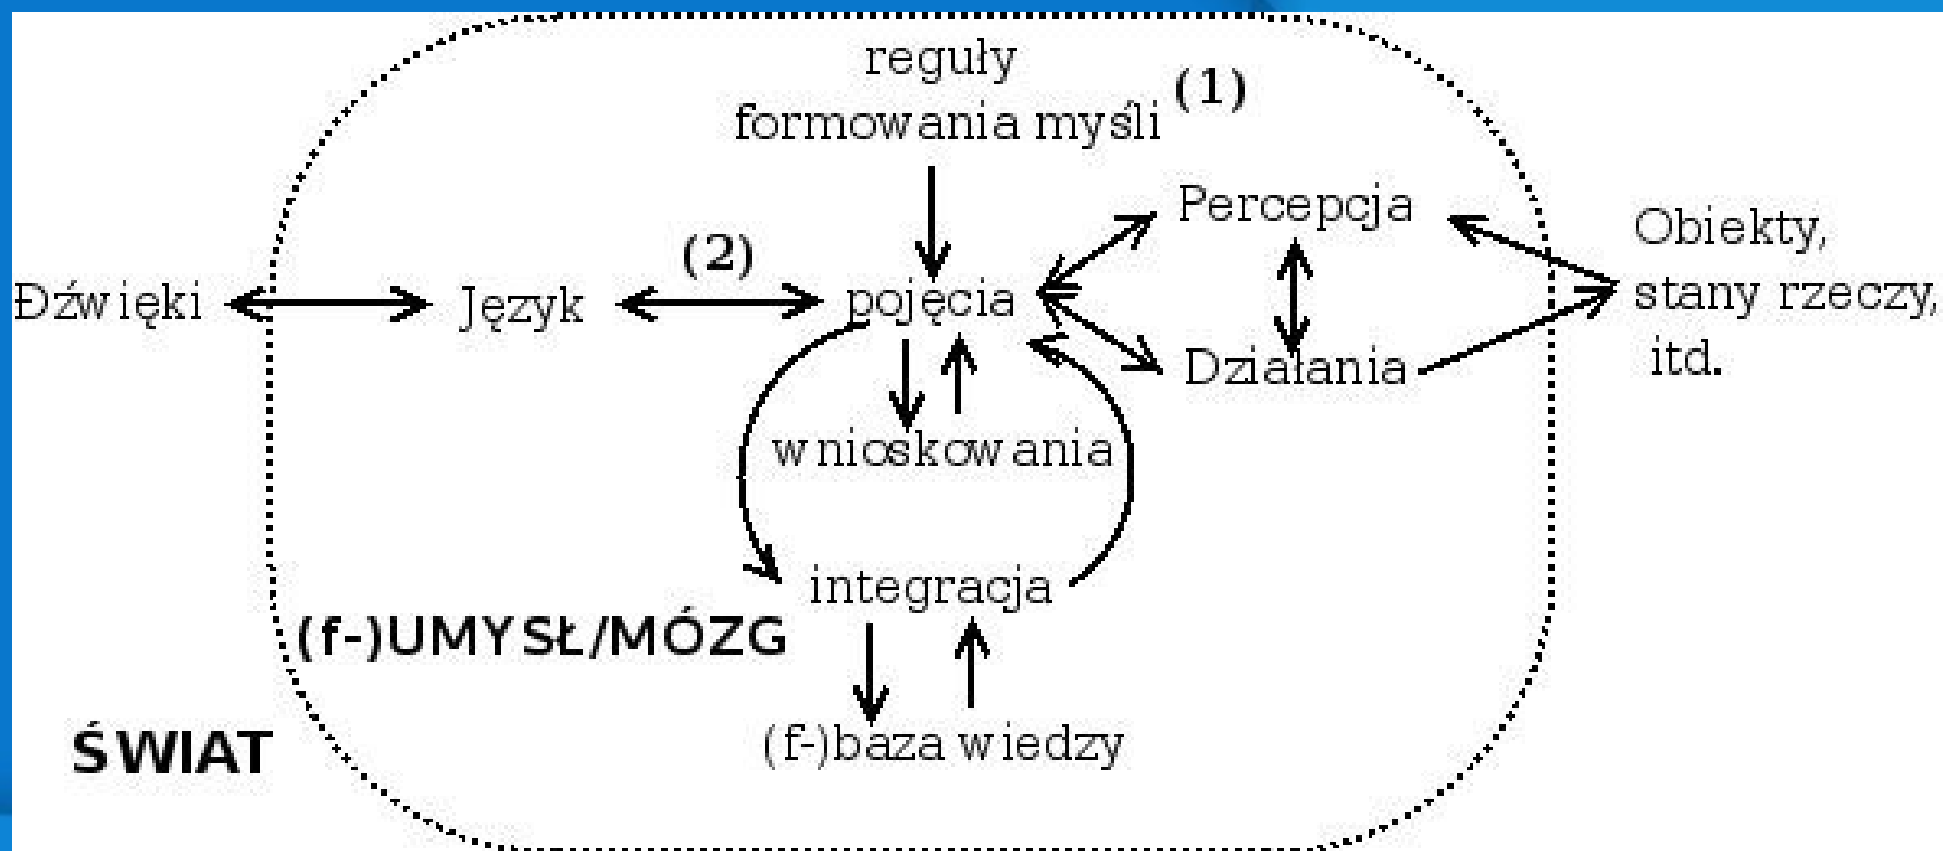 reguły
formowania myśli (1)
Percepcja
Obiekty,
stany rzeczy,
itd.
(2)
Đźwięki
Język
pojęcia
Działania
wnioskowania
integracja
(f-)UMYSŁ/MÓZG
(f-)baza wiedzy
ŚWIAT